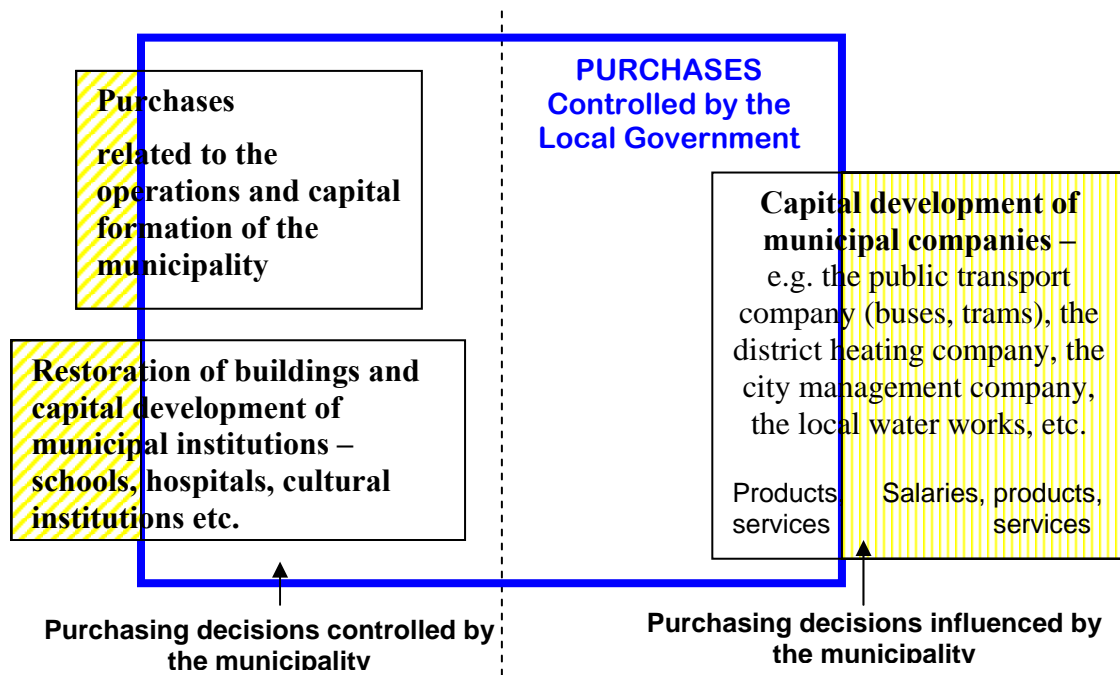 PURCHASES
Controlled by the
Local Government
Purchases
related to the
operations and capital
formation of the
municipality
Restoration of buildings and
capital development of
municipal institutions –
schools, hospitals, cultural
institutions etc.
Capital development of
municipal companies –
e.g. the public transport
company (buses, trams), the
district heating company, the
city management company,
the local water works, etc.
Products, Salaries, products,
services services
Purchasing decisions controlled by
the municipality
Purchasing decisions influenced by
the municipality